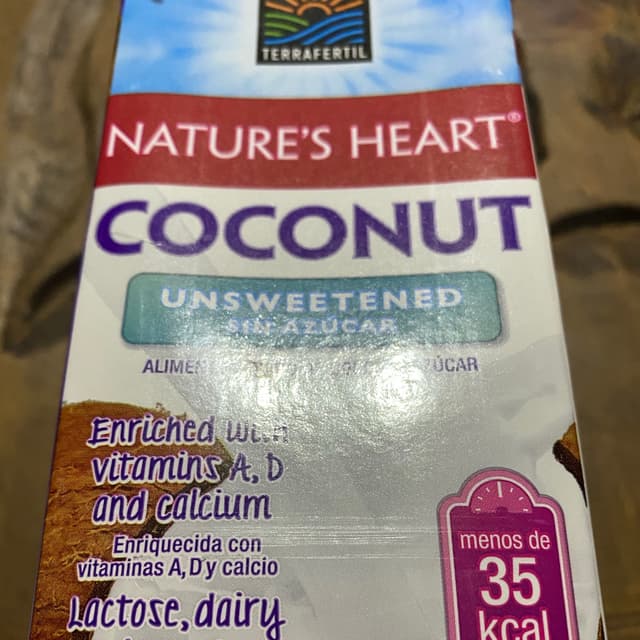 TERRAFERTIL
NATURE'S HEART®
COCONUT
UNSWEETENED
SIN AZÚCAR
Enriched with
vitamins A, D
and calcium
Enriquecida con
vitaminas A, D y calcio
Lactose, dairy
menos de
35
kcal